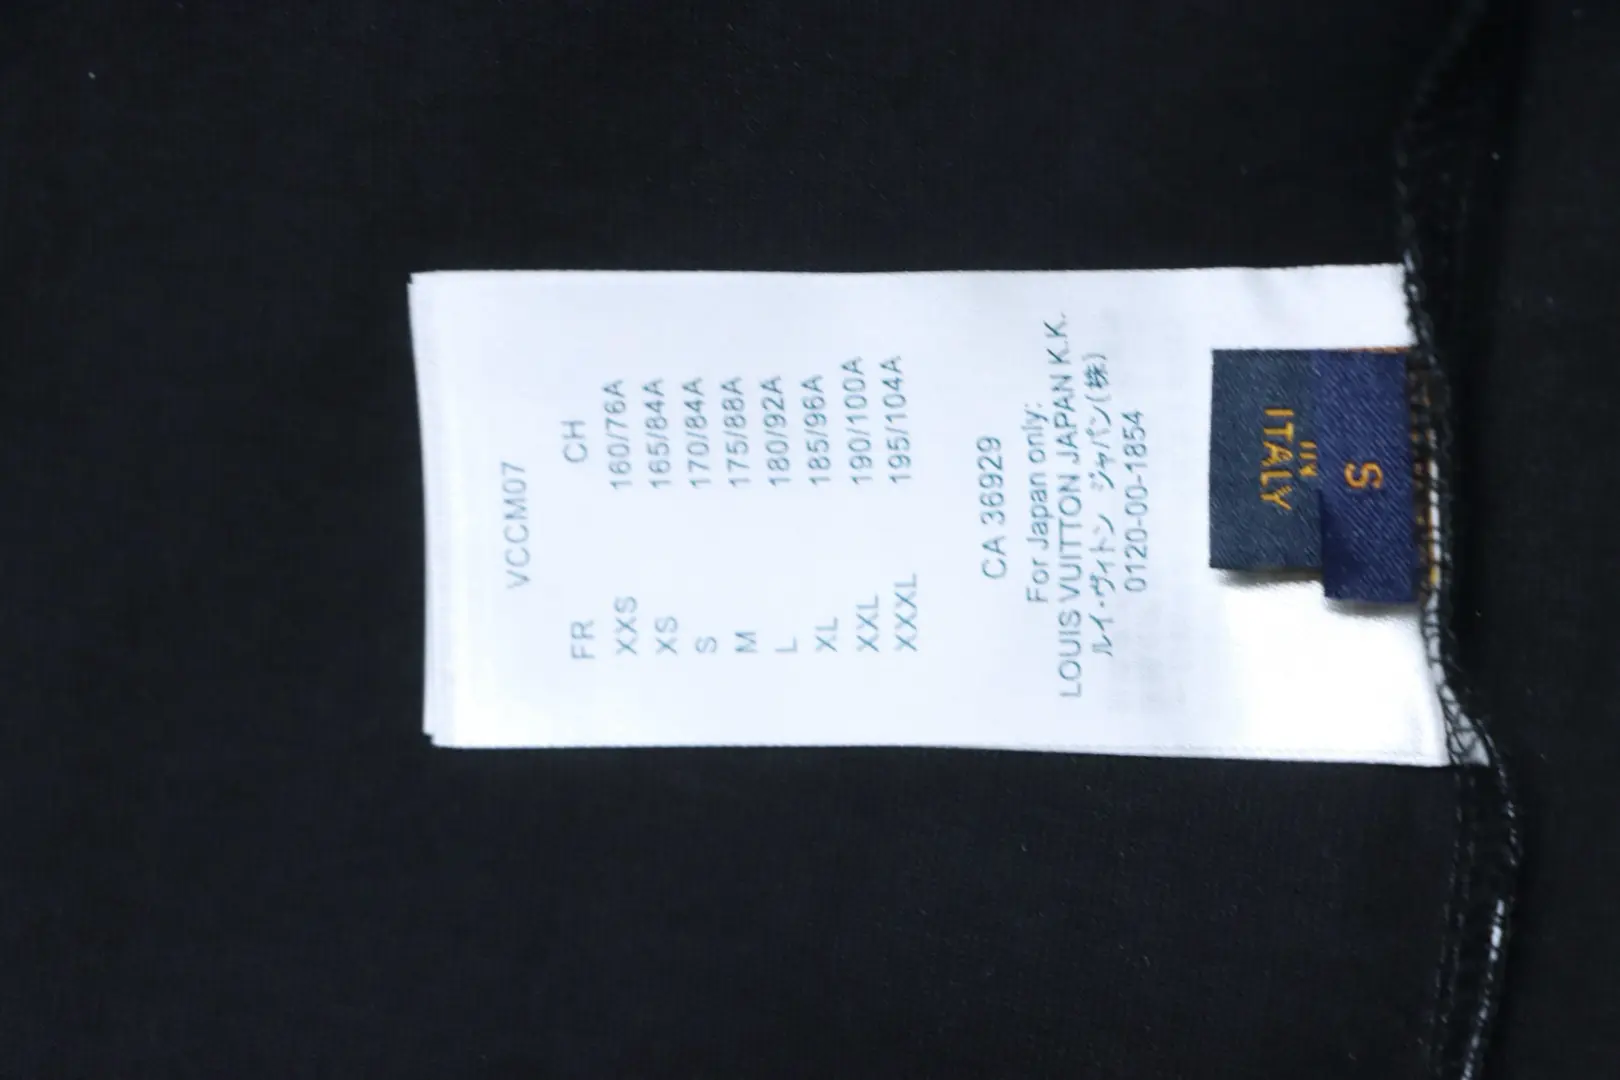 VCCM07
FR CH
XXS 160/76A
XS 165/84A
S 170/84A
M 175/88A
L 180/92A
XL 185/96A
XXL 190/100A
XXXL 195/104A
CA 36929
For Japan only:
LOUIS VUITTON JAPAN K.K.
ルイ・ヴィトン ジャパン(株)
0120-00-1854
IN
ITALY
S